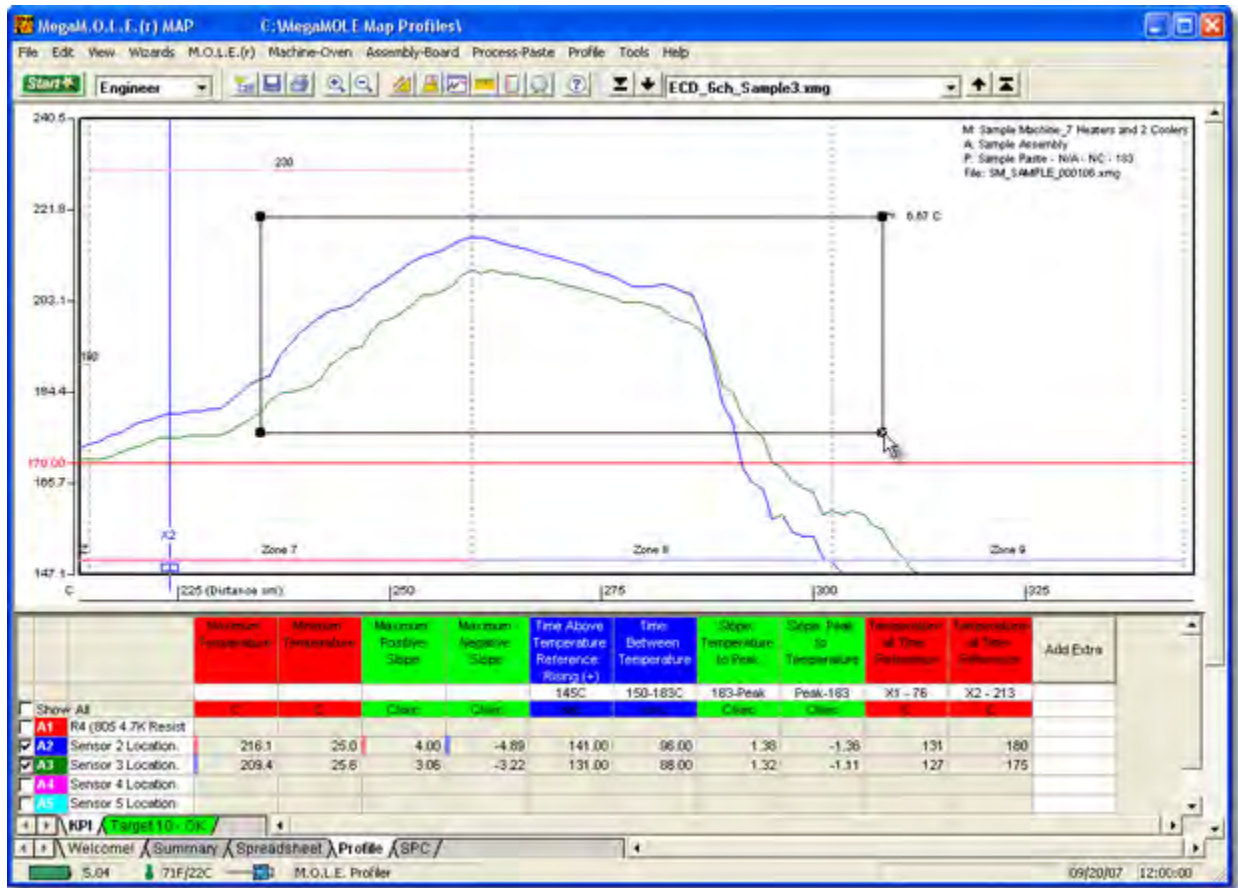 MegaM.O.L.E.(r) MAP C:\MegaMOLE Map Profiles\
File Edit View Wizards M.O.L.E.(r) Machine-Oven Assembly-Board Process-Paste Profile Tools Help
Start Engineer ECD_6ch_Sample3.xmg
240.5
M: Sample Machine_7 Heaters and 2 Coolers
A: Sample Assembly
P: Sample Paste - N/A - NC - 183
File: SM_SAMPLE_000106.xmg
200
221.8
6.67 C
203.1
190
184.4
170.00
165.7
X2
Zone 7 Zone 8 Zone 9
147.1
C 225 (Distance cm) 250 275 300 325
Maximum Temperature Minimum Temperature Maximum Positive Slope Maximum Negative Slope Time Above Temperature Reference Rising (+) Time Between Temperature Slope: Temperature to Peak Slope: Peak to Temperature Temperature at Time Reference Temperature at Time Reference Add Extra
145C 150-183C 183-Peak Peak-183 X1 - 76 X2 - 213
Show All C C C/sec C/sec C/sec C/sec C C
A1 R4 (805 4.7K Resist
A2 Sensor 2 Location. 216.1 25.0 4.00 -4.89 141.00 96.00 1.36 -1.36 131 180
A3 Sensor 3 Location. 209.4 25.6 3.06 -3.22 131.00 88.00 1.32 -1.11 127 175
A4 Sensor 4 Location
A5 Sensor 5 Location
KPI Target 10 - OK
Welcome! Summary Spreadsheet Profile SPC
5.04 71F/22C M.O.L.E. Profiler 09/20/07 12:00:00